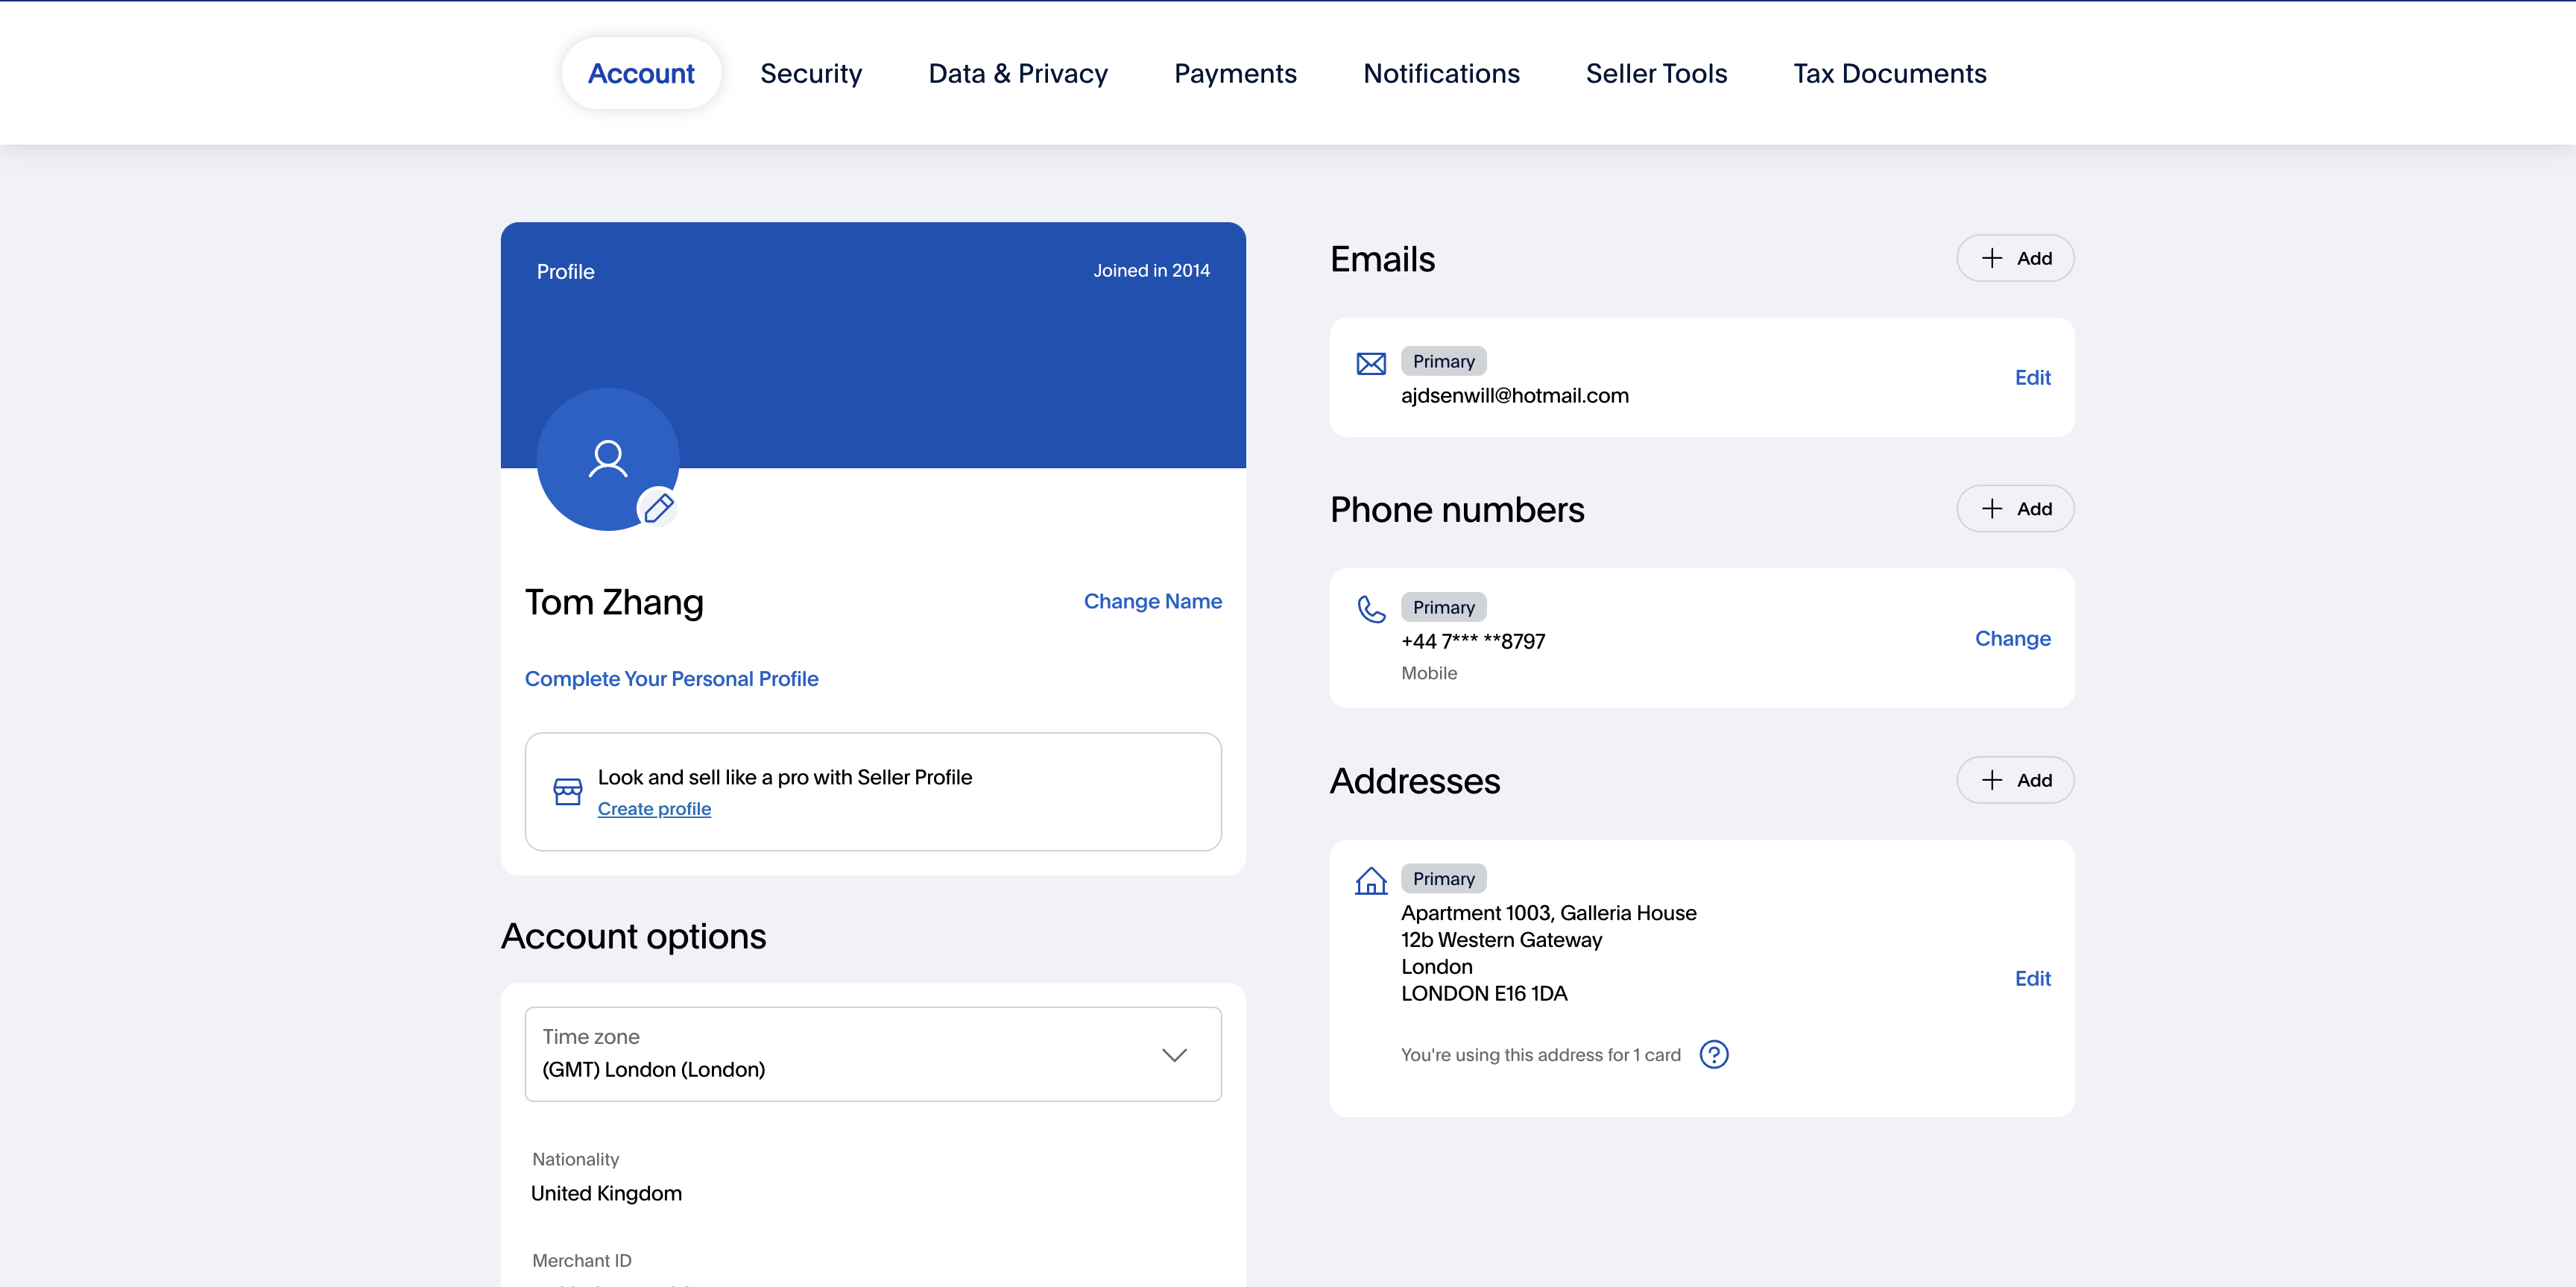 Account
Security
Data & Privacy
Payments
Notifications
Seller Tools
Tax Documents
Profile
Joined in 2014
Tom Zhang
Change Name
Complete Your Personal Profile
Look and sell like a pro with Seller Profile
Create profile
Account options
Time zone
(GMT) London (London)
Nationality
United Kingdom
Merchant ID
Emails
Add
Primary
ajdsenwill@hotmail.com
Edit
Phone numbers
Add
Primary
+44 7*** **8797
Mobile
Change
Addresses
Add
Primary
Apartment 1003, Galleria House
12b Western Gateway
London
LONDON E16 1DA
Edit
You're using this address for 1 card